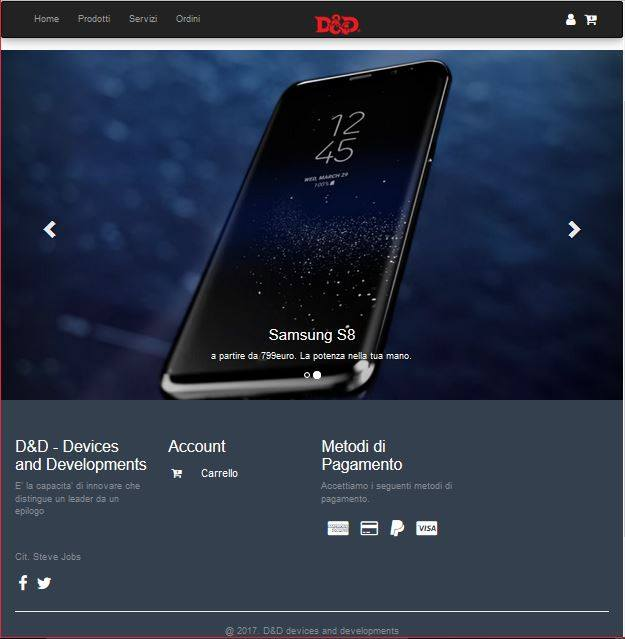 Home Prodotti Servizi Ordini D&D
12
45
WED, MARCH 29
100%
Samsung S8
a partire da 799euro. La potenza nella tua mano.
D&D - Devices
and Developments
E' la capacita' di innovare che
distingue un leader da un
epilogo
Cit. Steve Jobs
Account
Carrello
Metodi di
Pagamento
Accettiamo i seguenti metodi di
pagamento.
VISA
@ 2017. D&D devices and developments